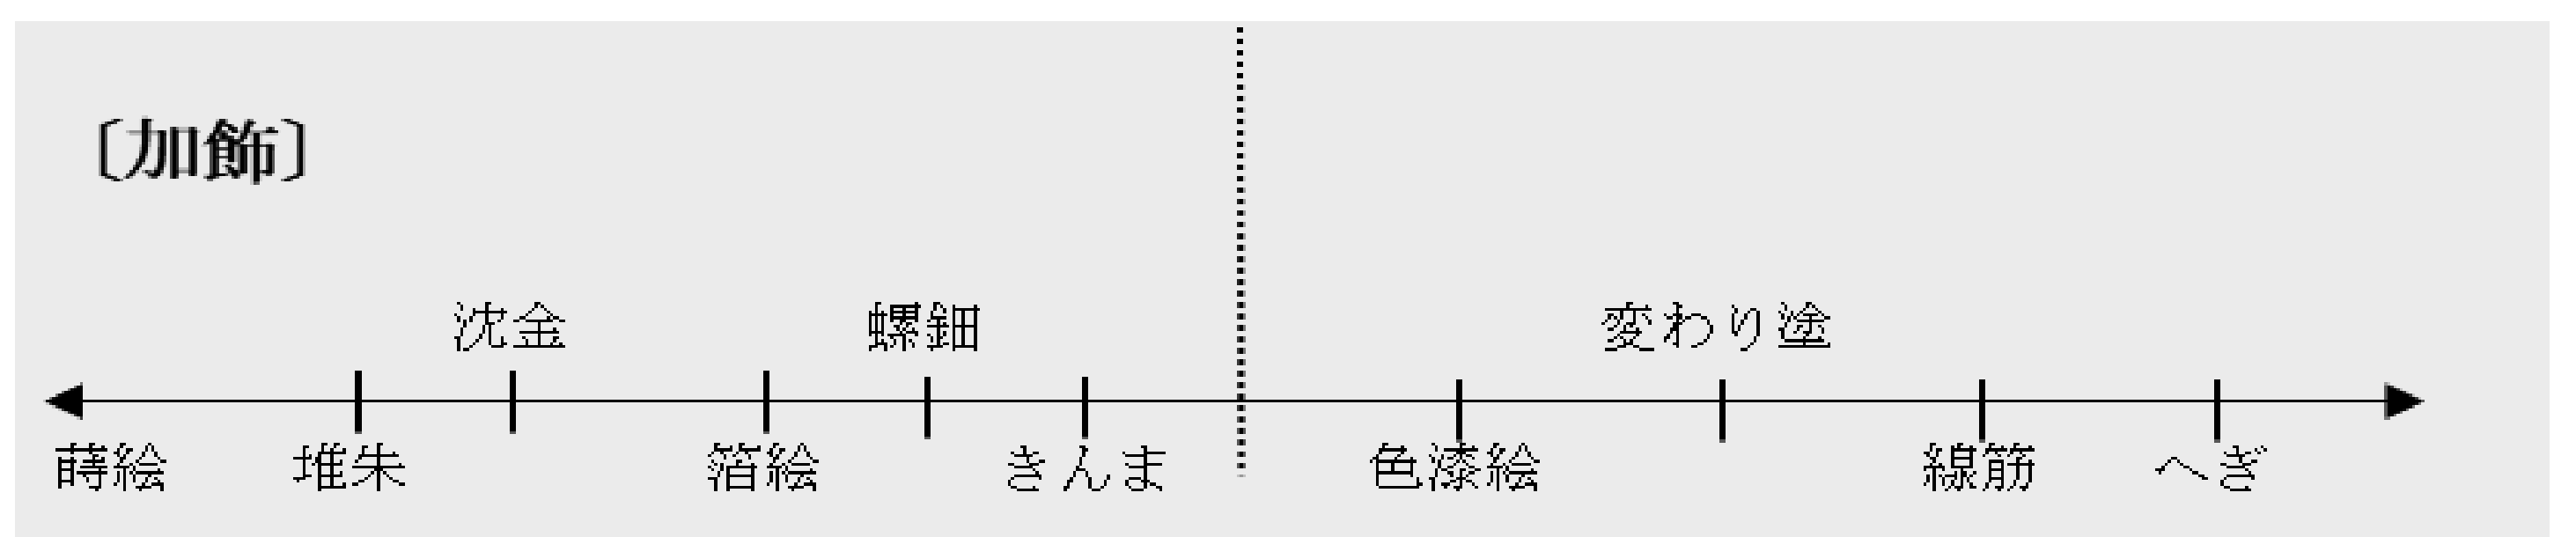 〔加飾〕
沈金 螺鈿 変わり塗
蒔絵 堆朱 箔絵 きんま 色漆絵 線筋 へぎ